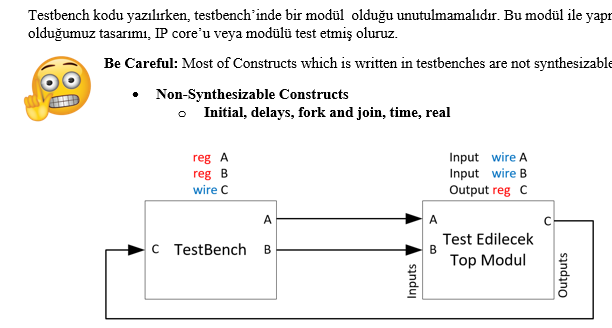 Testbench kodu yazılırken, testbench'inde bir modül olduğu unutulmamalıdır. Bu modül ile
olduğumuz tasarımı, IP core'u veya modülü test etmiş oluruz.
Be Careful: Most of Constructs which is written in testbenches are not synthesizable
• Non-Synthesizable Constructs
o Initial, delays, fork and join, time, real
reg A
reg B
wire C
Input wire A
Input wire B
Output reg C
A
C TestBench B
A
C
B
Test Edilecek
Top Modul
Inputs
Outputs